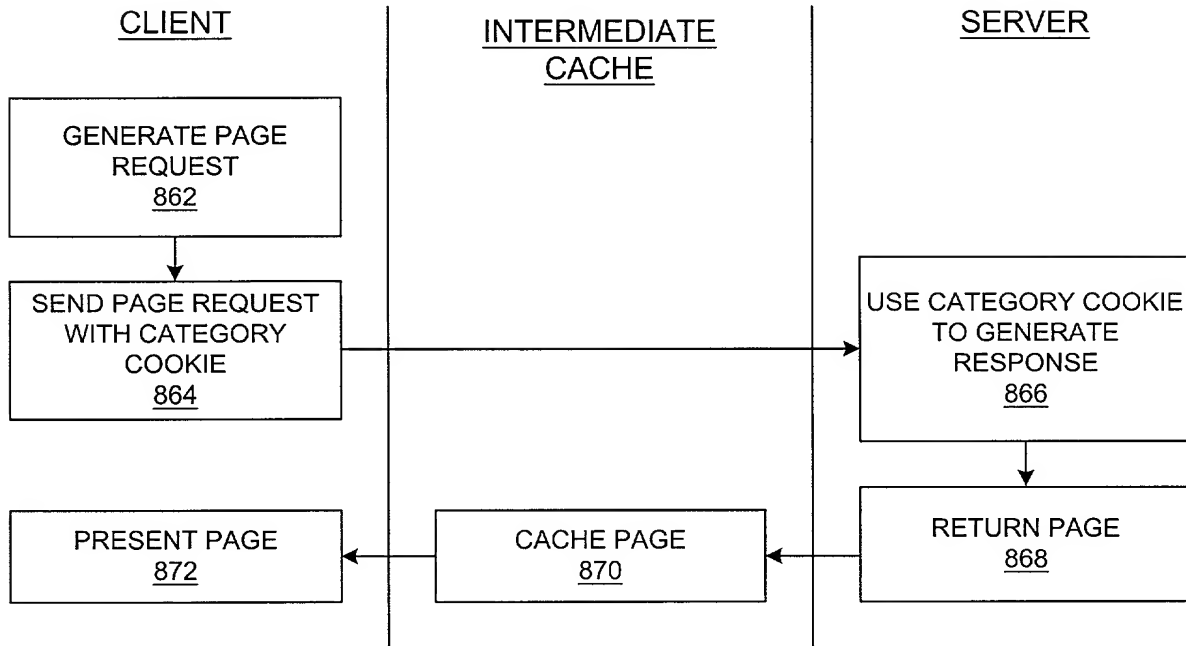 CLIENT
INTERMEDIATE
CACHE
SERVER
GENERATE PAGE
REQUEST
862
SEND PAGE REQUEST
WITH CATEGORY
COOKIE
864
USE CATEGORY COOKIE
TO GENERATE
RESPONSE
866
PRESENT PAGE
872
CACHE PAGE
870
RETURN PAGE
868